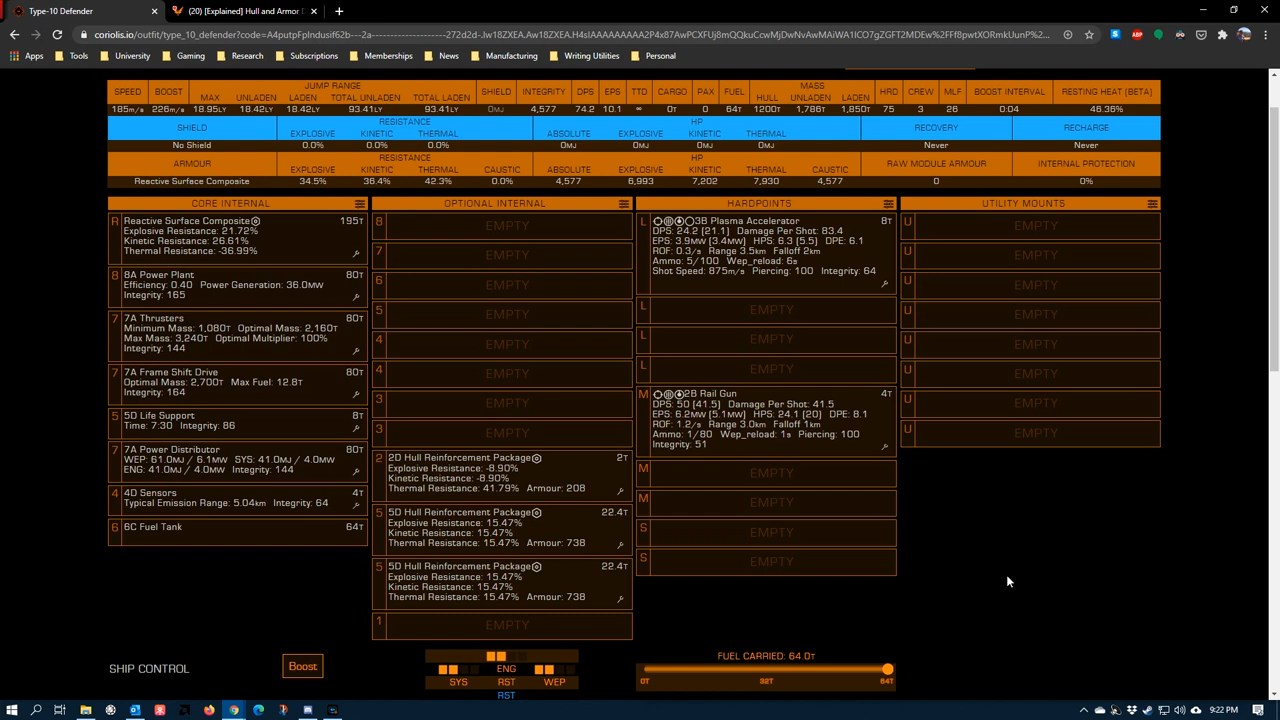 Type-10 Defender
(20) [Explained] Hull and Armor
coriolis.io/outfit/type_10_defender?code=
Apps Tools University Research Subscriptions Memberships News Marketing Writing Utilities Personal
JUMP RANGE MASS
SPEED BOOST MAX UNLADEN LADEN TOTAL UNLADEN TOTAL LADEN SHIELD INTEGRITY DPS EPS TTD CARGO PAX FUEL HULL UNLADEN LADEN HRD CREW MLF BOOST INTERVAL RESTING HEAT (BETA)
185m/s 226m/s 18.95LY 18.42LY 18.42LY 93.41LY 93.41LY 0MJ 4,577 74.2 10.1 ∞ 0T 0 64T 1200T 1,786T 1,850T 75 3 26 0:04 46.36%
SHIELD RESISTANCE HP RECOVERY RECHARGE
EXPLOSIVE KINETIC THERMAL ABSOLUTE EXPLOSIVE KINETIC THERMAL
No Shield 0.0% 0.0% 0.0% 0MJ 0MJ 0MJ 0MJ Never Never
ARMOUR RESISTANCE HP RAW MODULE ARMOUR INTERNAL PROTECTION
EXPLOSIVE KINETIC THERMAL CAUSTIC ABSOLUTE EXPLOSIVE KINETIC THERMAL CAUSTIC
Reactive Surface Composite 34.5% 36.4% 42.3% 0.0% 4,577 6,993 7,202 7,930 4,577 0 0%
CORE INTERNAL
R Reactive Surface Composite 195T
Explosive Resistance: 21.72%
Kinetic Resistance: 26.61%
Thermal Resistance: -36.99%
8 8A Power Plant 80T
Efficiency: 0.40 Power Generation: 36.0MW
Integrity: 165
7 7A Thrusters 80T
Minimum Mass: 1,080T Optimal Mass: 2,160T
Max Mass: 3,240T Optimal Multiplier: 100%
Integrity: 144
7 7A Frame Shift Drive 80T
Optimal Mass: 2,700T Max Fuel: 12.8T
Integrity: 164
5 5D Life Support 8T
Time: 7:30 Integrity: 86
7 7A Power Distributor 80T
WEP: 61.0MJ / 6.1MW SYS: 41.0MJ / 4.0MW
ENG: 41.0MJ / 4.0MW Integrity: 144
4 4D Sensors 4T
Typical Emission Range: 5.04km Integrity: 64
6 6C Fuel Tank 64T
OPTIONAL INTERNAL
8 EMPTY
7 EMPTY
6 EMPTY
5 EMPTY
4 EMPTY
4 EMPTY
3 EMPTY
3 EMPTY
2 2D Hull Reinforcement Package 2T
Explosive Resistance: -8.90%
Kinetic Resistance: -8.90%
Thermal Resistance: 41.79% Armour: 208
5 5D Hull Reinforcement Package 22.4T
Explosive Resistance: 15.47%
Kinetic Resistance: 15.47%
Thermal Resistance: 15.47% Armour: 738
5 5D Hull Reinforcement Package 22.4T
Explosive Resistance: 15.47%
Kinetic Resistance: 15.47%
Thermal Resistance: 15.47% Armour: 738
1 EMPTY
HARDPOINTS
L 3B Plasma Accelerator 8T
DPS: 24.2 [21.1] Damage Per Shot: 83.4
EPS: 3.9MW [3.4MW] HPS: 6.3 [5.5] DPE: 6.1
ROF: 0.3/s Range 3.5km Falloff 2km
Ammo: 5/100 Wep_reload: 6s
Shot Speed: 875m/s Piercing: 100 Integrity: 64
L EMPTY
L EMPTY
L EMPTY
M 2B Rail Gun 4T
DPS: 50 [41.5] Damage Per Shot: 41.5
EPS: 6.2MW [5.1MW] HPS: 24.1 [20] DPE: 8.1
ROF: 1.2/s Range 3.0km Falloff 1km
Ammo: 1/80 Wep_reload: 1s Piercing: 100
Integrity: 51
M EMPTY
M EMPTY
S EMPTY
S EMPTY
UTILITY MOUNTS
U EMPTY
U EMPTY
U EMPTY
U EMPTY
U EMPTY
U EMPTY
U EMPTY
U EMPTY
SHIP CONTROL
Boost
ENG
SYS RST WEP
RST
FUEL CARRIED: 64.0T
0T 32T 64T
9:22 PM